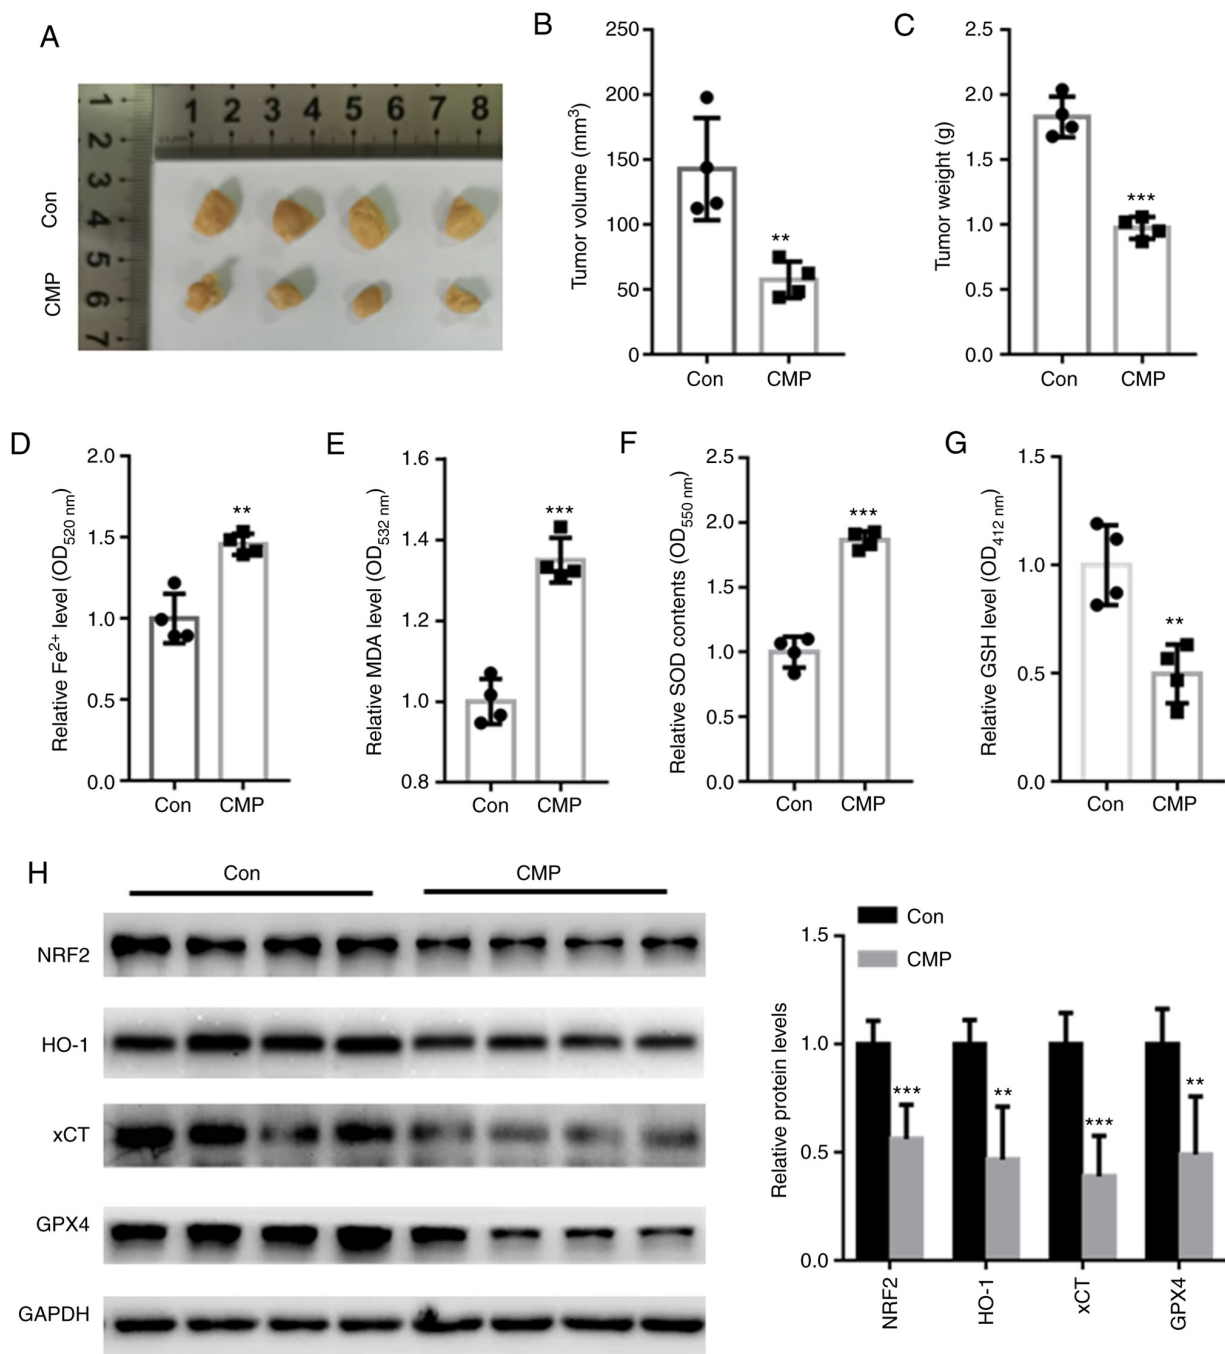 A
1 2 3 4 5 6 7 8
1
2
3
4
5
6
7
Con
CMP
B
Tumor volume (mm3)
250
200
150
100
50
0
**
Con CMP
C
Tumor weight (g)
2.5
2.0
1.5
1.0
0.5
0.0
***
Con CMP
D
Relative Fe2+ level (OD520 nm)
2.0
1.5
1.0
0.5
0.0
**
Con CMP
E
Relative MDA level (OD532 nm)
1.6
1.4
1.2
1.0
0.8
***
Con CMP
F
Relative SOD contents (OD550 nm)
2.5
2.0
1.5
1.0
0.5
0.0
***
Con CMP
G
Relative GSH level (OD412 nm)
1.5
1.0
0.5
0.0
**
Con CMP
H
Con CMP
NRF2
HO-1
xCT
GPX4
GAPDH
Con
CMP
Relative protein levels
1.5
1.0
0.5
0.0
*** ** *** **
NRF2 HO-1 xCT GPX4